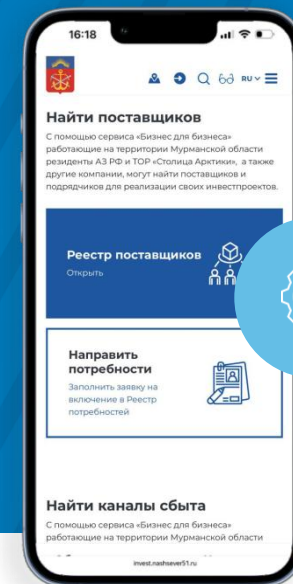 16:18
RU
Найти поставщиков
С помощью сервиса «Бизнес для бизнеса»
работающие на территории Мурманской области
резиденты АЗ РФ и ТОР «Столица Арктики», а также
другие компании, могут найти поставщиков и
подрядчиков для реализации своих инвестпроектов.
Реестр поставщиков
Открыть
Направить
потребности
Заполнить заявку на
включение в Реестр
потребностей
Найти каналы сбыта
С помощью сервиса «Бизнес для бизнеса»
работающие на территории Мурманской области
invest.nashsever51.ru